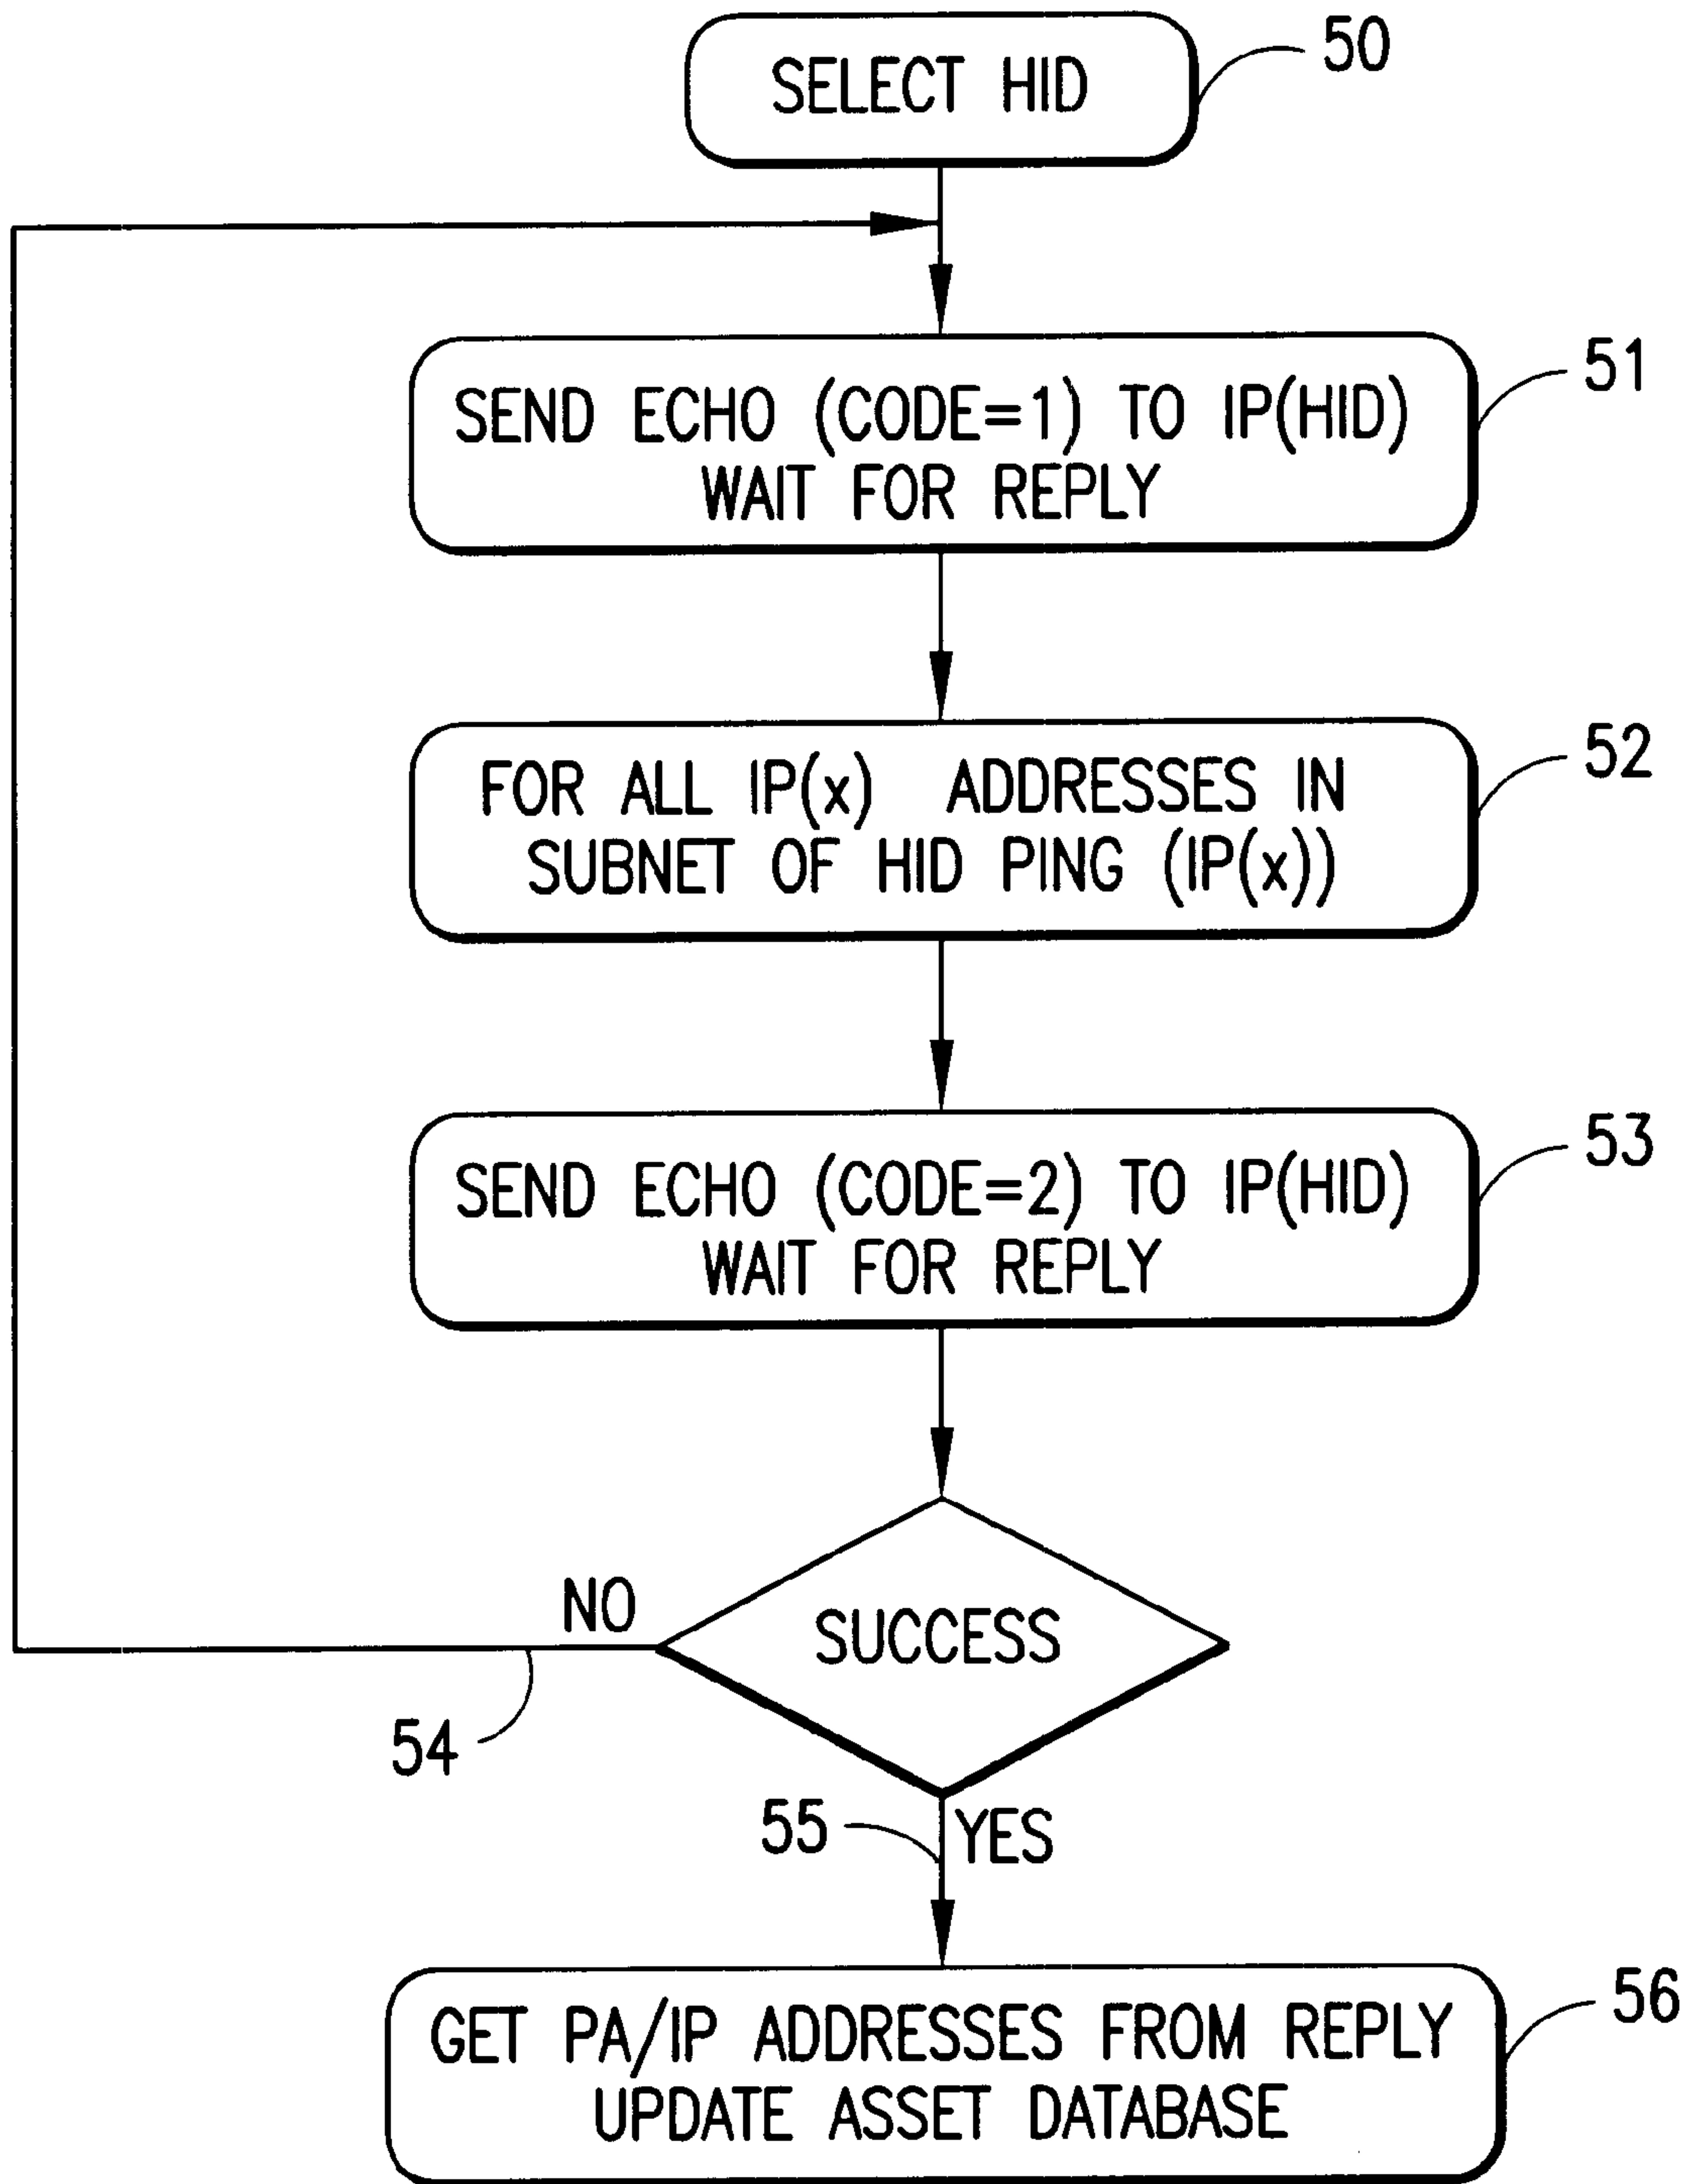 SELECT HID
50
SEND ECHO (CODE=1) TO IP(HID)
WAIT FOR REPLY
51
FOR ALL IP(x) ADDRESSES IN
SUBNET OF HID PING (IP(x))
52
SEND ECHO (CODE=2) TO IP(HID)
WAIT FOR REPLY
53
NO
SUCCESS
54
55
YES
GET PA/IP ADDRESSES FROM REPLY
UPDATE ASSET DATABASE
56